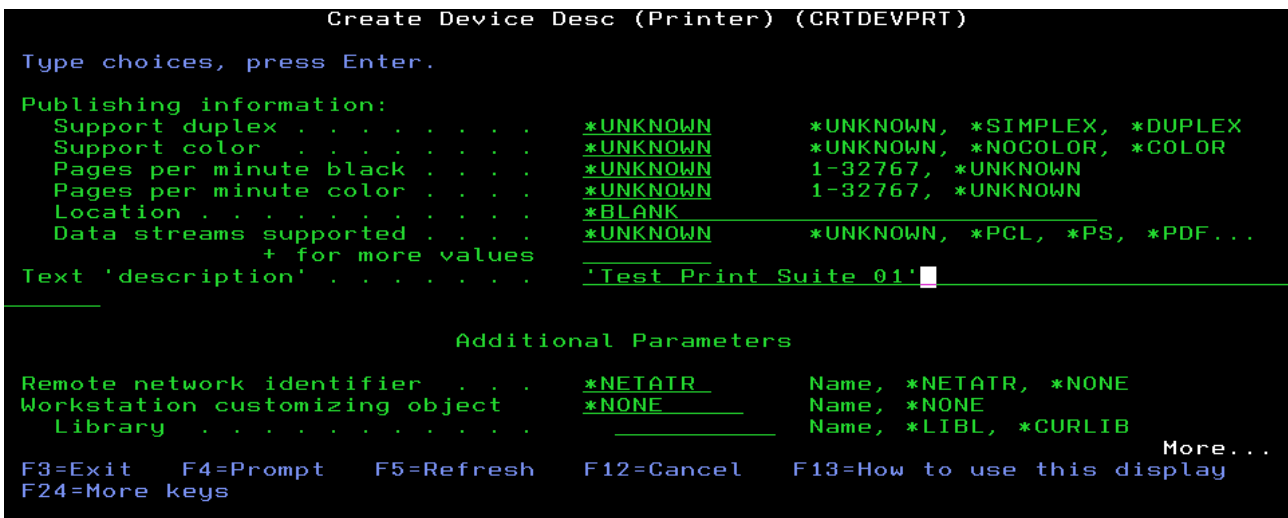 Create Device Desc (Printer) (CRTDEVPRT)
Type choices, press Enter.
Publishing information:
Support duplex . . . . . . . . *UNKNOWN *UNKNOWN, *SIMPLEX, *DUPLEX
Support color . . . . . . . . *UNKNOWN *UNKNOWN, *NOCOLOR, *COLOR
Pages per minute black . . . . *UNKNOWN 1-32767, *UNKNOWN
Pages per minute color . . . . *UNKNOWN 1-32767, *UNKNOWN
Location . . . . . . . . . . . *BLANK
Data streams supported . . . . *UNKNOWN *UNKNOWN, *PCL, *PS, *PDF...
+ for more values
Text 'description' . . . . . . . 'Test Print Suite 01'
Additional Parameters
Remote network identifier . . . *NETATR Name, *NETATR, *NONE
Workstation customizing object *NONE Name, *NONE
Library . . . . . . . . . . . Name, *LIBL, *CURLIB
More...
F3=Exit F4=Prompt F5=Refresh F12=Cancel F13=How to use this display
F24=More keys